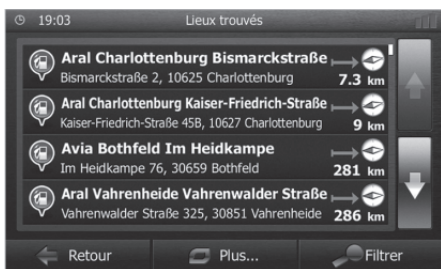 19:03 Lieux trouvés
Aral Charlottenburg Bismarckstraße
Bismarckstraße 2, 10625 Charlottenburg 7.3 km
Aral Charlottenburg Kaiser-Friedrich-Straße
Kaiser-Friedrich-Straße 45B, 10627 Charlottenburg 9 km
Avia Bothfeld Im Heidkampe
Im Heidkampe 76, 30659 Bothfeld 281 km
Aral Vahrenheide Vahrenwalder Straße
Vahrenwalder Straße 325, 30851 Vahrenheide 286 km
Retour Plus... Filtrer